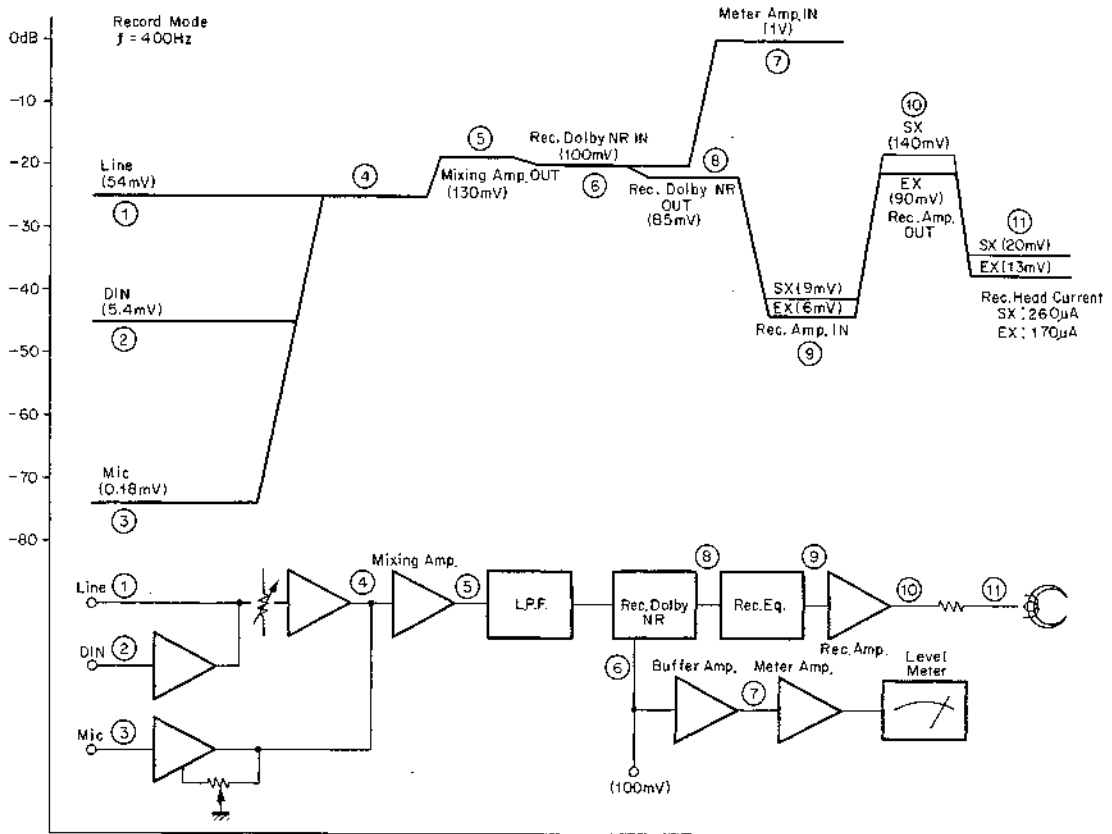 Record Mode
f = 400Hz
0dB
-10
-20
-30
-40
-50
-60
-70
-80
Meter Amp. IN
(1V)
7
Line
(54mV)
1
4
5
Mixing Amp. OUT
(130mV)
Rec. Dolby NR IN
(100mV)
6
8
Rec. Dolby NR
OUT
(85mV)
10
SX
(140mV)
EX
(90mV)
Rec. Amp.
OUT
11
SX (20mV)
EX (13mV)
Rec. Head Current
SX : 260µA
EX : 170µA
DIN
(5.4mV)
2
SX (9mV)
EX (6mV)
Rec. Amp. IN
9
Mic
(0.18mV)
3
Line
1
DIN
2
Mic
3
4
Mixing Amp.
5
L.P.F.
Rec. Dolby
NR
8
Rec. Eq.
9
Rec. Amp.
10
11
6
Buffer Amp.
7
Meter Amp.
Level
Meter
(100mV)